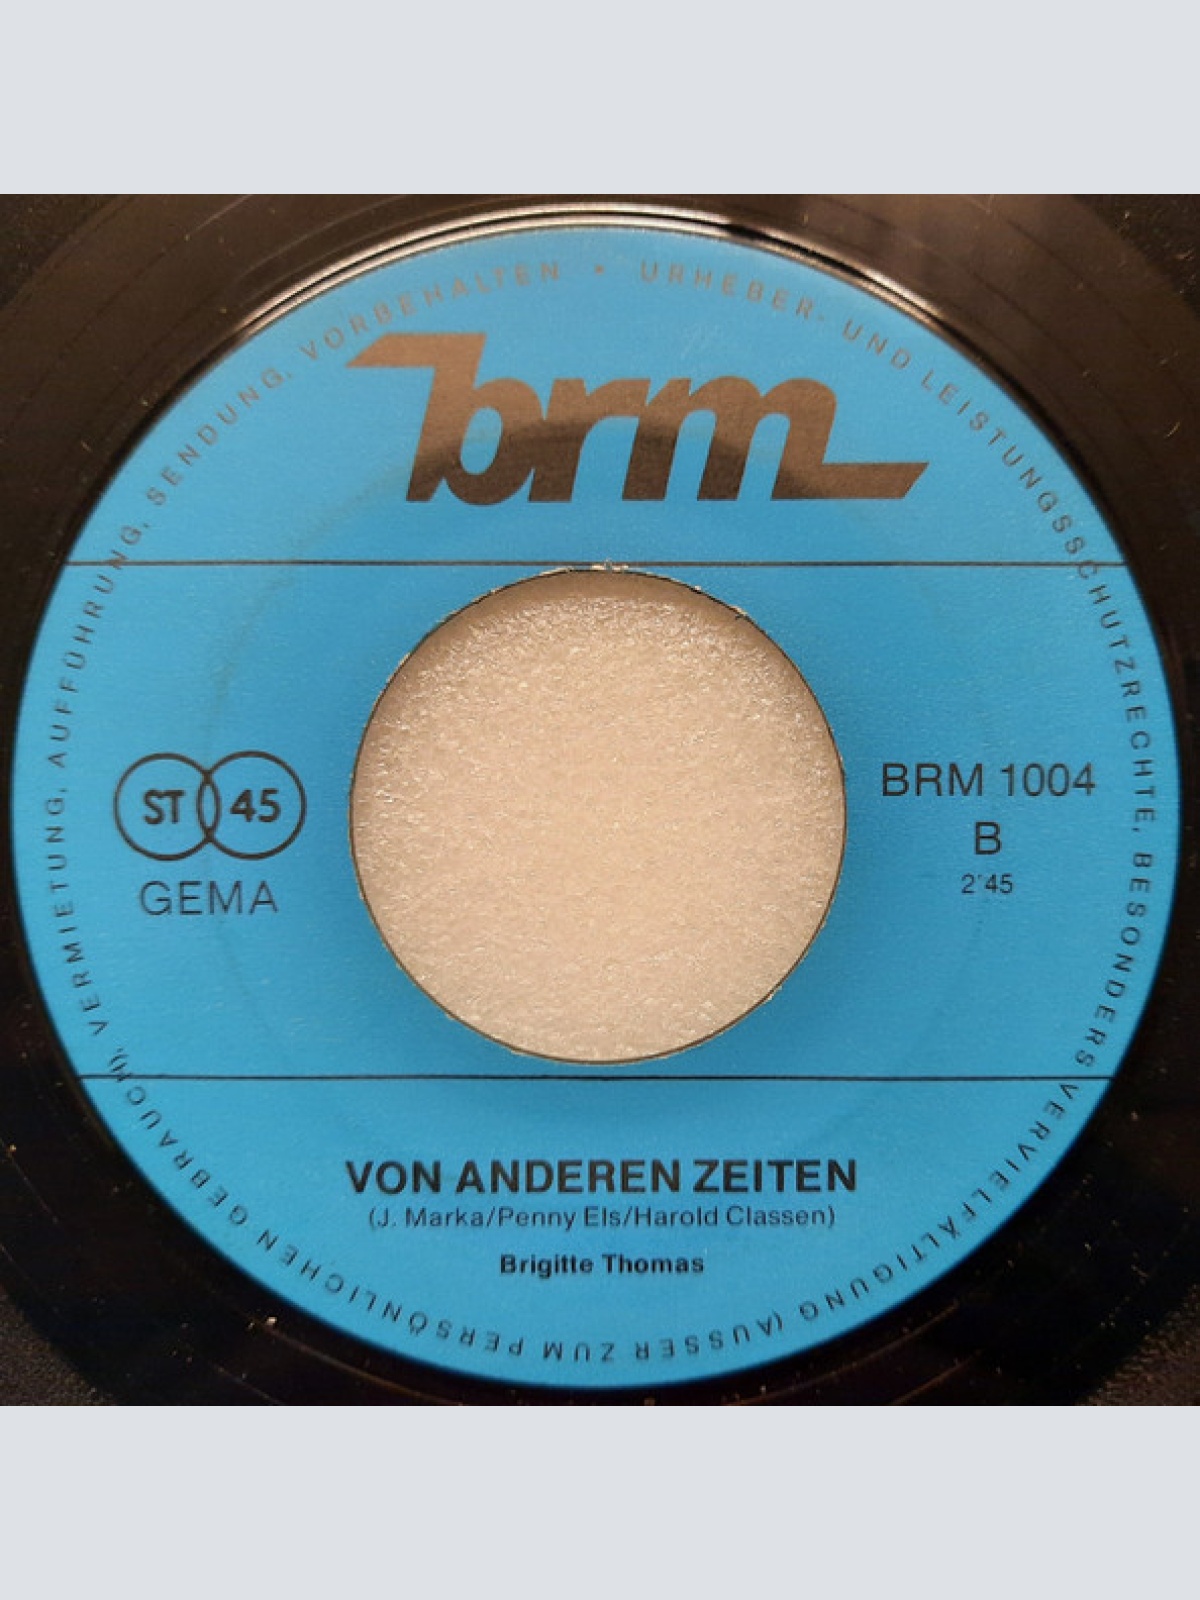 URHEBER- UND LEISTUNGSSCHUTZRECHTE, BESONDERS VERVIELFÄLTIGUNG (AUSSER ZUM PERSÖNLICHEN GEBRAUCH), VERMIETUNG, AUFFÜHRUNG, SENDUNG, VORBEHALTEN •
brm
ST 45
GEMA
BRM 1004
B
2'45
VON ANDEREN ZEITEN
(J. Marka/Penny Els/Harold Classen)
Brigitte Thomas